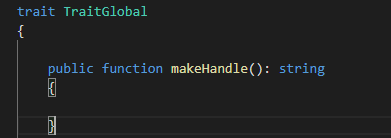 trait TraitGlobal
{
public function makeHandle(): string
{
}